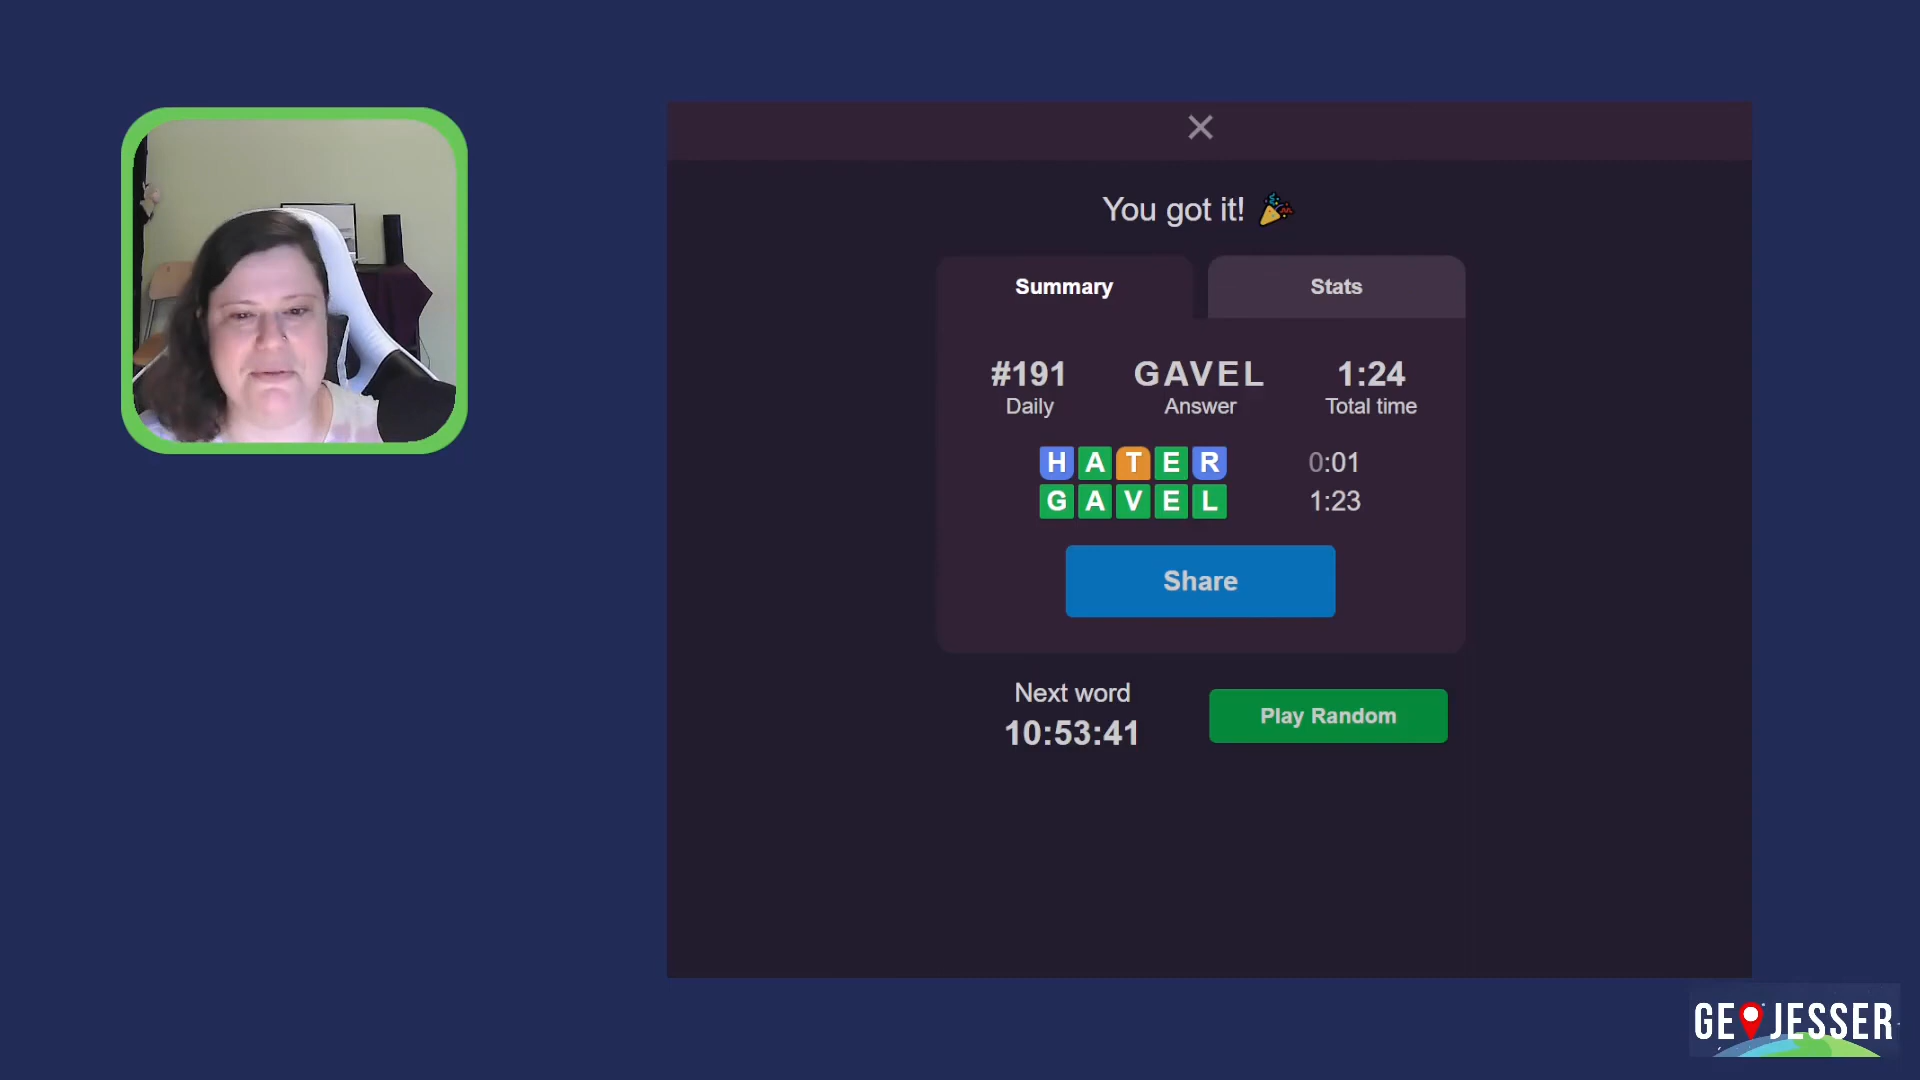 You got it!
Summary
Stats
#191
Daily
GAVEL
Answer
1:24
Total time
HATER
0:01
GAVEL
1:23
Share
Next word
10:53:41
Play Random
GEOJESSER